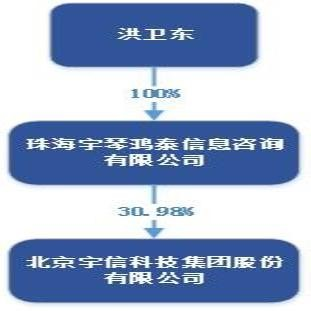 洪卫东
100%
珠海宇琴鸿泰信息咨询
有限公司
30.98%
北京宇信科技集团股份
有限公司